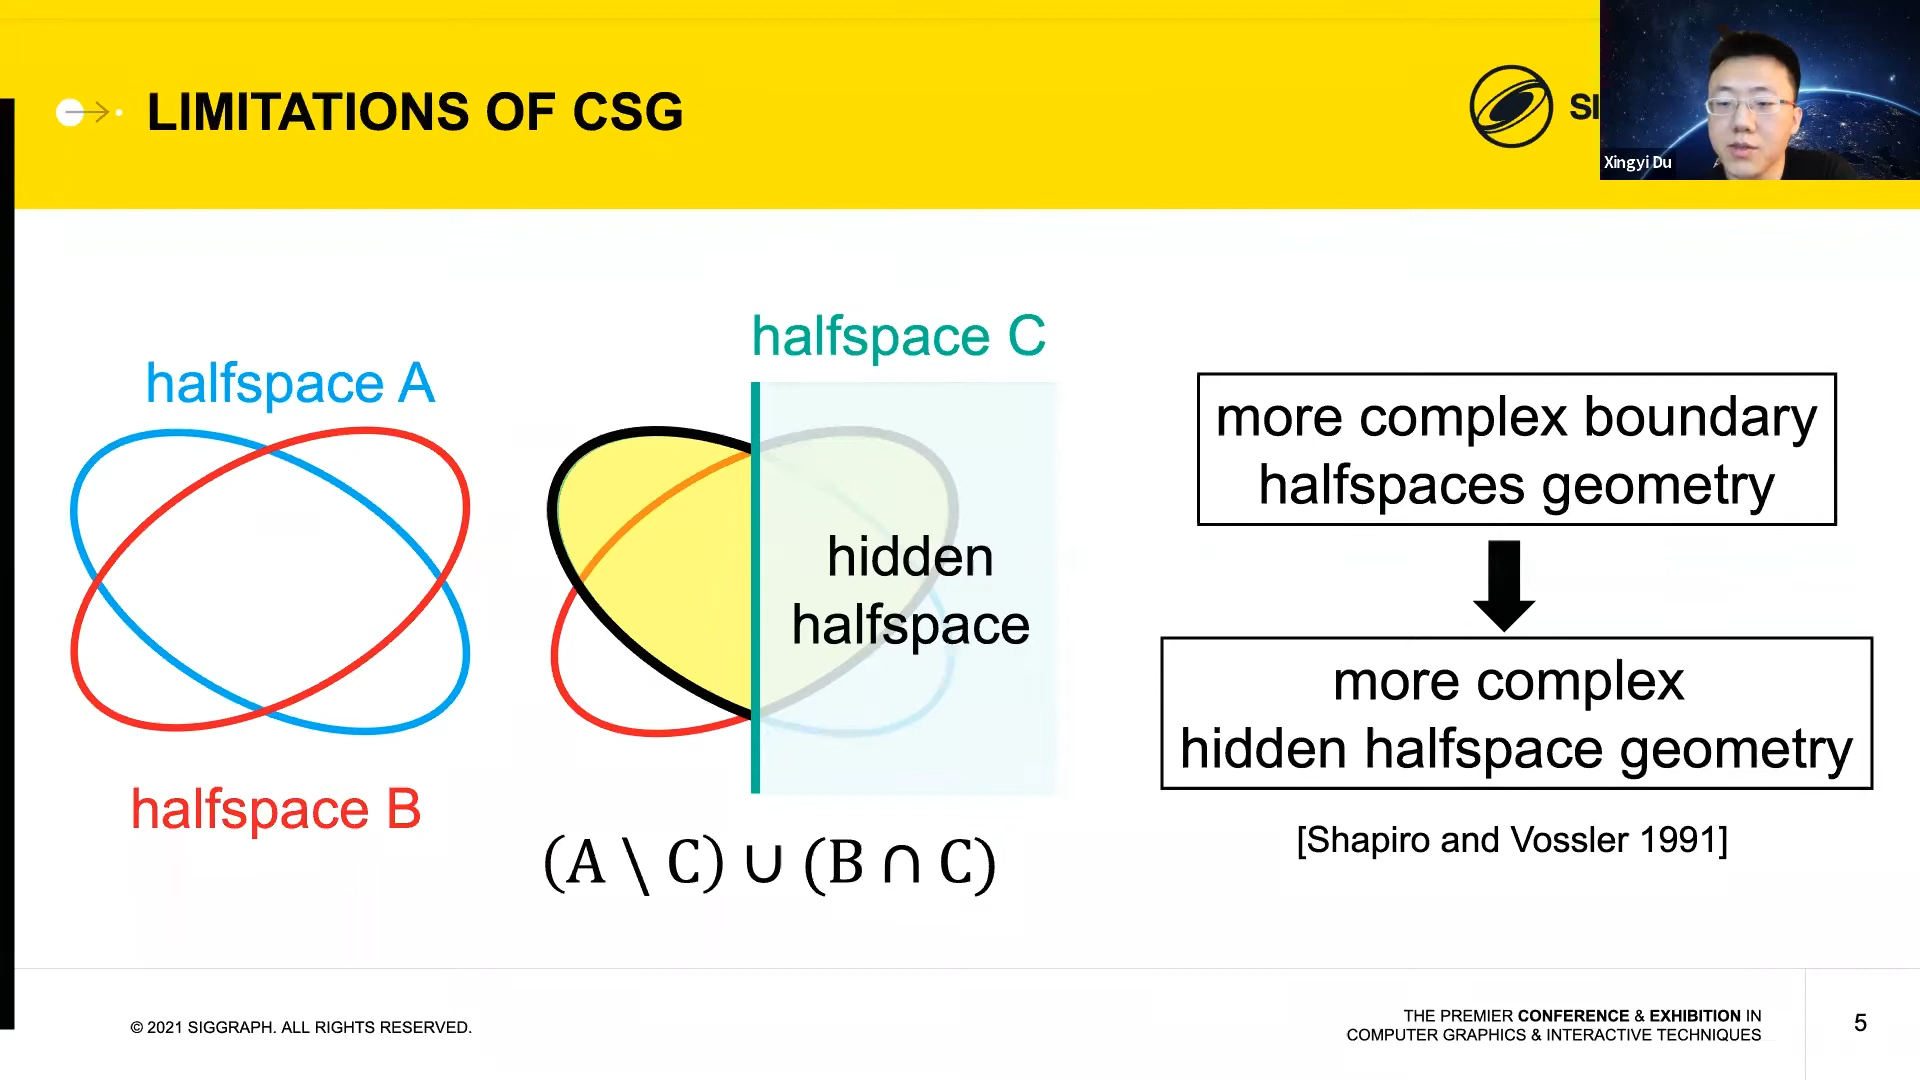 LIMITATIONS OF CSG
SI
Xingyi Du
halfspace C
halfspace A
more complex boundary
halfspaces geometry
hidden
halfspace
more complex
hidden halfspace geometry
halfspace B
[Shapiro and Vossler 1991]
(A \ C) ∪ (B ∩ C)
© 2021 SIGGRAPH. ALL RIGHTS RESERVED.
THE PREMIER CONFERENCE & EXHIBITION IN
COMPUTER GRAPHICS & INTERACTIVE TECHNIQUES
5